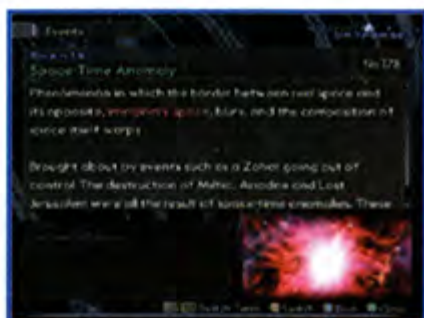 Events
Space-Time Anomaly
No.178
Phenomenon in which the border between real space and
its opposite, imaginary space, blurs, and the composition of
space itself warps.
Brought about by events such as a Zohar going out of
control. The destruction of Ariadne and Lost
Jerusalem were all the result of space-time anomalies. These
Switch